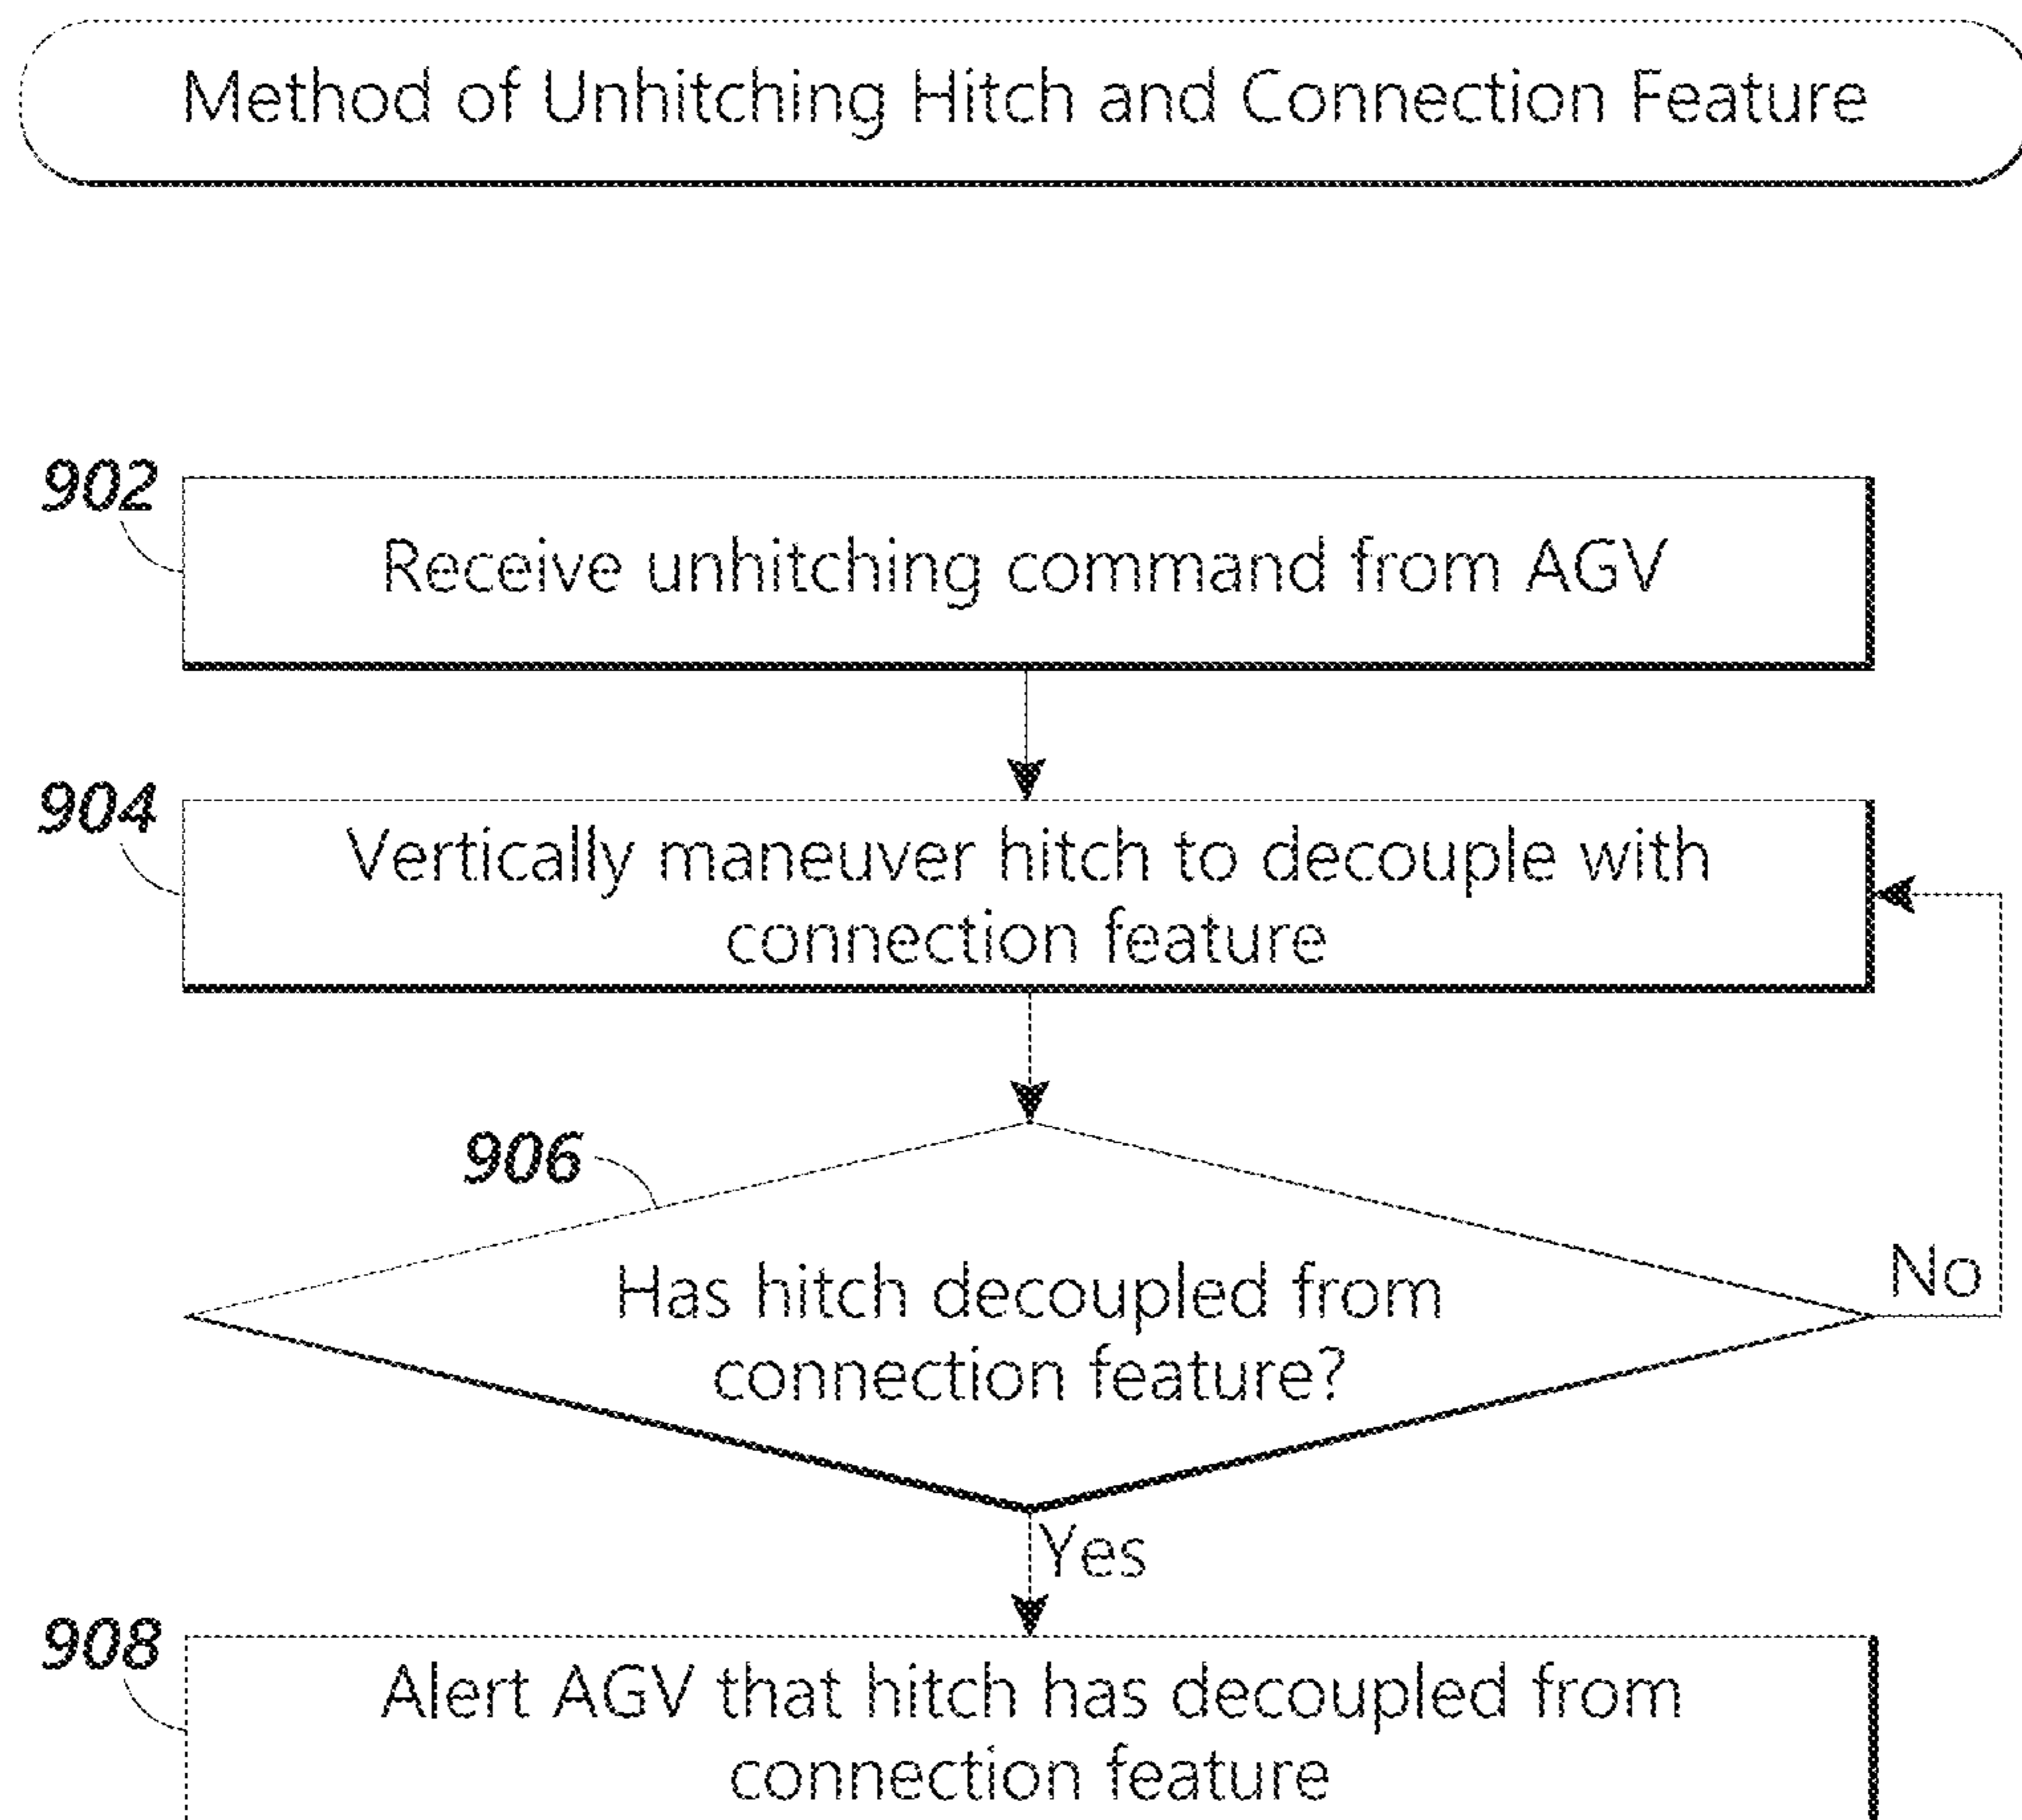 Method of Unhitching Hitch and Connection Feature
902
Receive unhitching command from AGV
904
Vertically maneuver hitch to decouple with
connection feature
906
Has hitch decoupled from
connection feature?
No
Yes
908
Alert AGV that hitch has decoupled from
connection feature